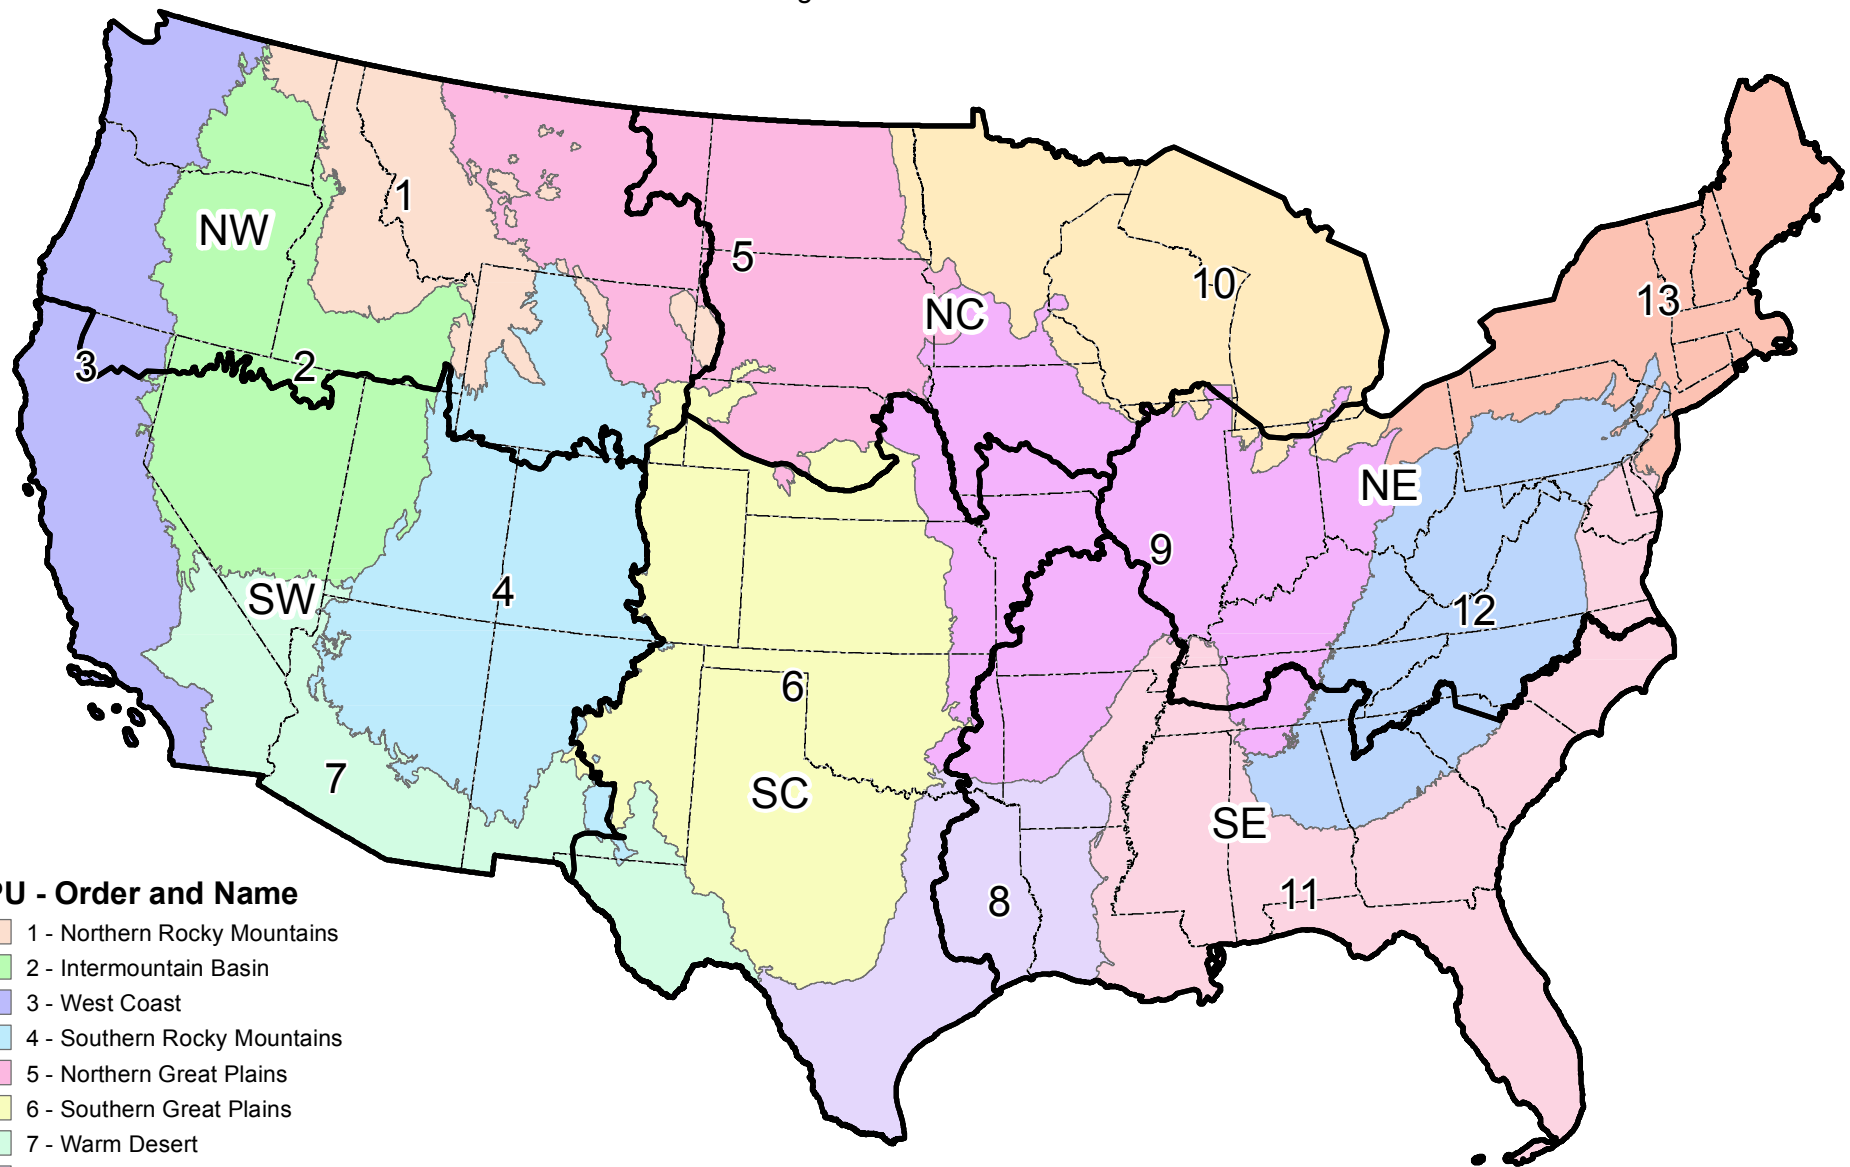 1
NW
5
NC
10
13
3
2
NE
9
SW
4
12
6
7
SC
SE
8
11
- Order and Name
1 - Northern Rocky Mountains
2 - Intermountain Basin
3 - West Coast
4 - Southern Rocky Mountains
5 - Northern Great Plains
6 - Southern Great Plains
7 - Warm Desert